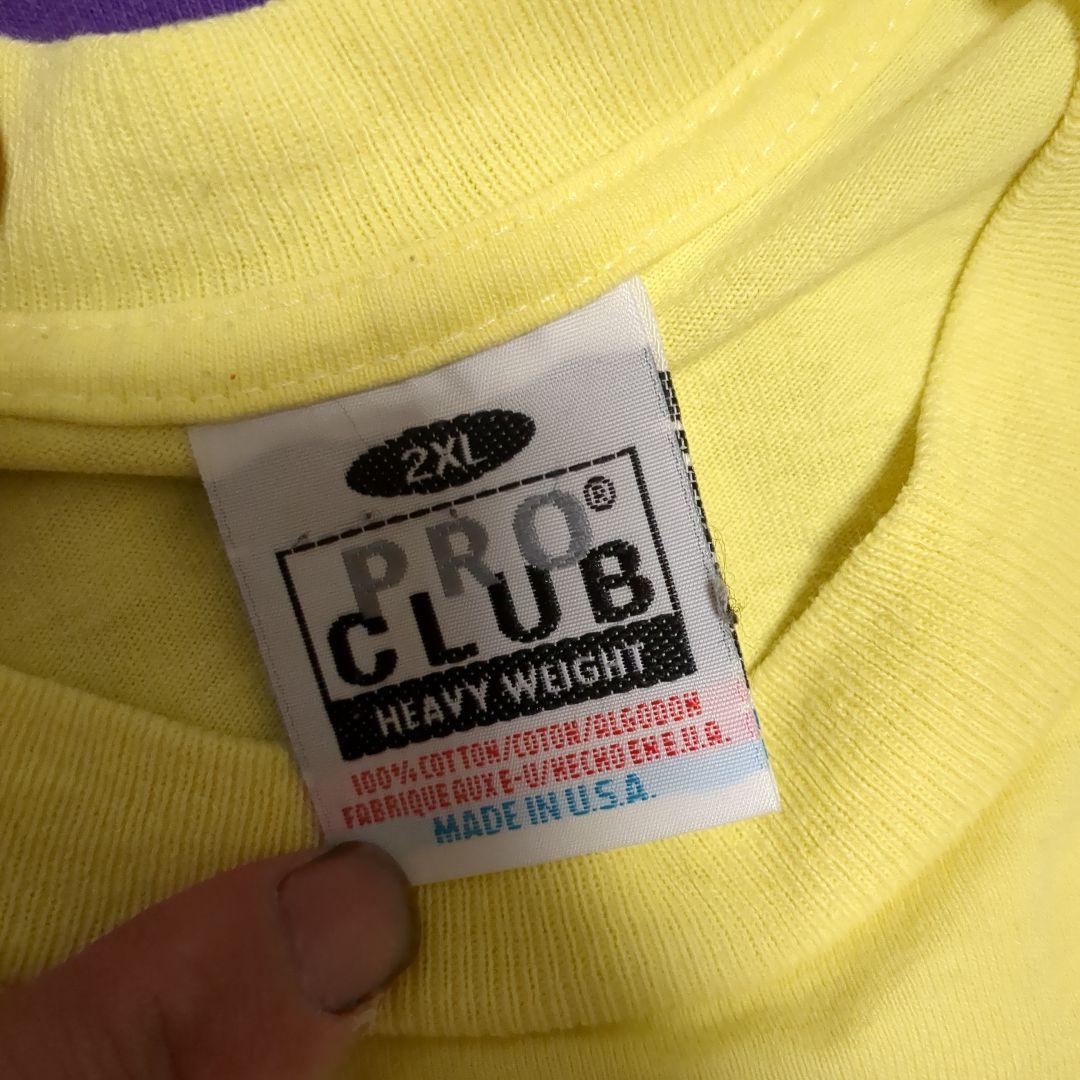 2XL
PRO®
CLUB
HEAVY WEIGHT
100% COTTON/COTON/ALGODON
FABRIQUE AUX E-U/HECHO EN E.U.A.
MADE IN U.S.A.